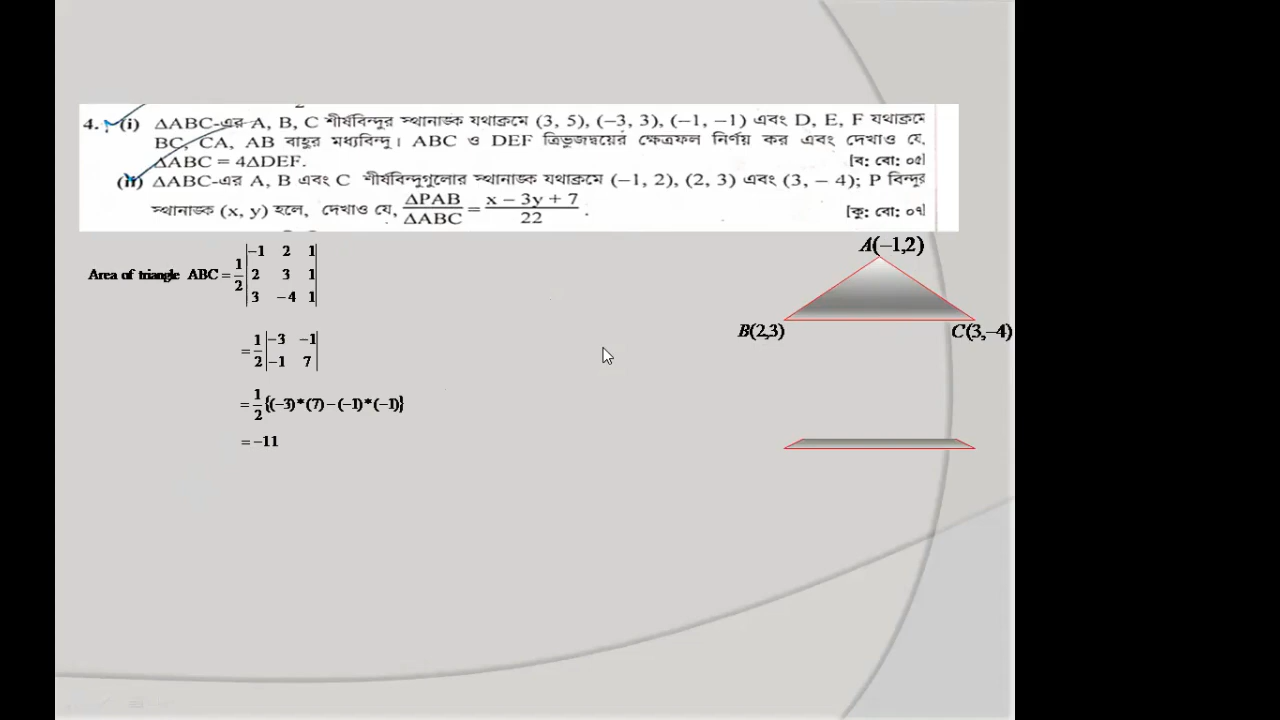 4. (i) ΔABC-এর A, B, C শীর্ষবিন্দুর স্থানাঙ্ক যথাক্রমে (3, 5), (−3, 3), (−1, −1) এবং D, E, F যথাক্রমে
BC, CA, AB বাহুর মধ্যবিন্দু। ABC ও DEF ত্রিভুজদ্বয়ের ক্ষেত্রফল নির্ণয় কর এবং দেখাও যে,
ΔABC = 4ΔDEF. [ব: বো: ০৫]
(ii) ΔABC-এর A, B এবং C শীর্ষবিন্দুগুলোর স্থানাঙ্ক যথাক্রমে (−1, 2), (2, 3) এবং (3, − 4); P বিন্দুর
স্থানাঙ্ক (x, y) হলে, দেখাও যে, ΔPAB/ΔABC = x − 3y + 7/22 . [কু: বো: ০৭]
A(−1,2)
B(2,3) C(3,−4)
Area of triangle ABC = 1/2 |−1 2 1|
|2 3 1|
|3 −4 1|
= 1/2 |−3 −1|
|−1 7|
= 1/2 {(−3)*(7)−(−1)*(−1)}
= −11